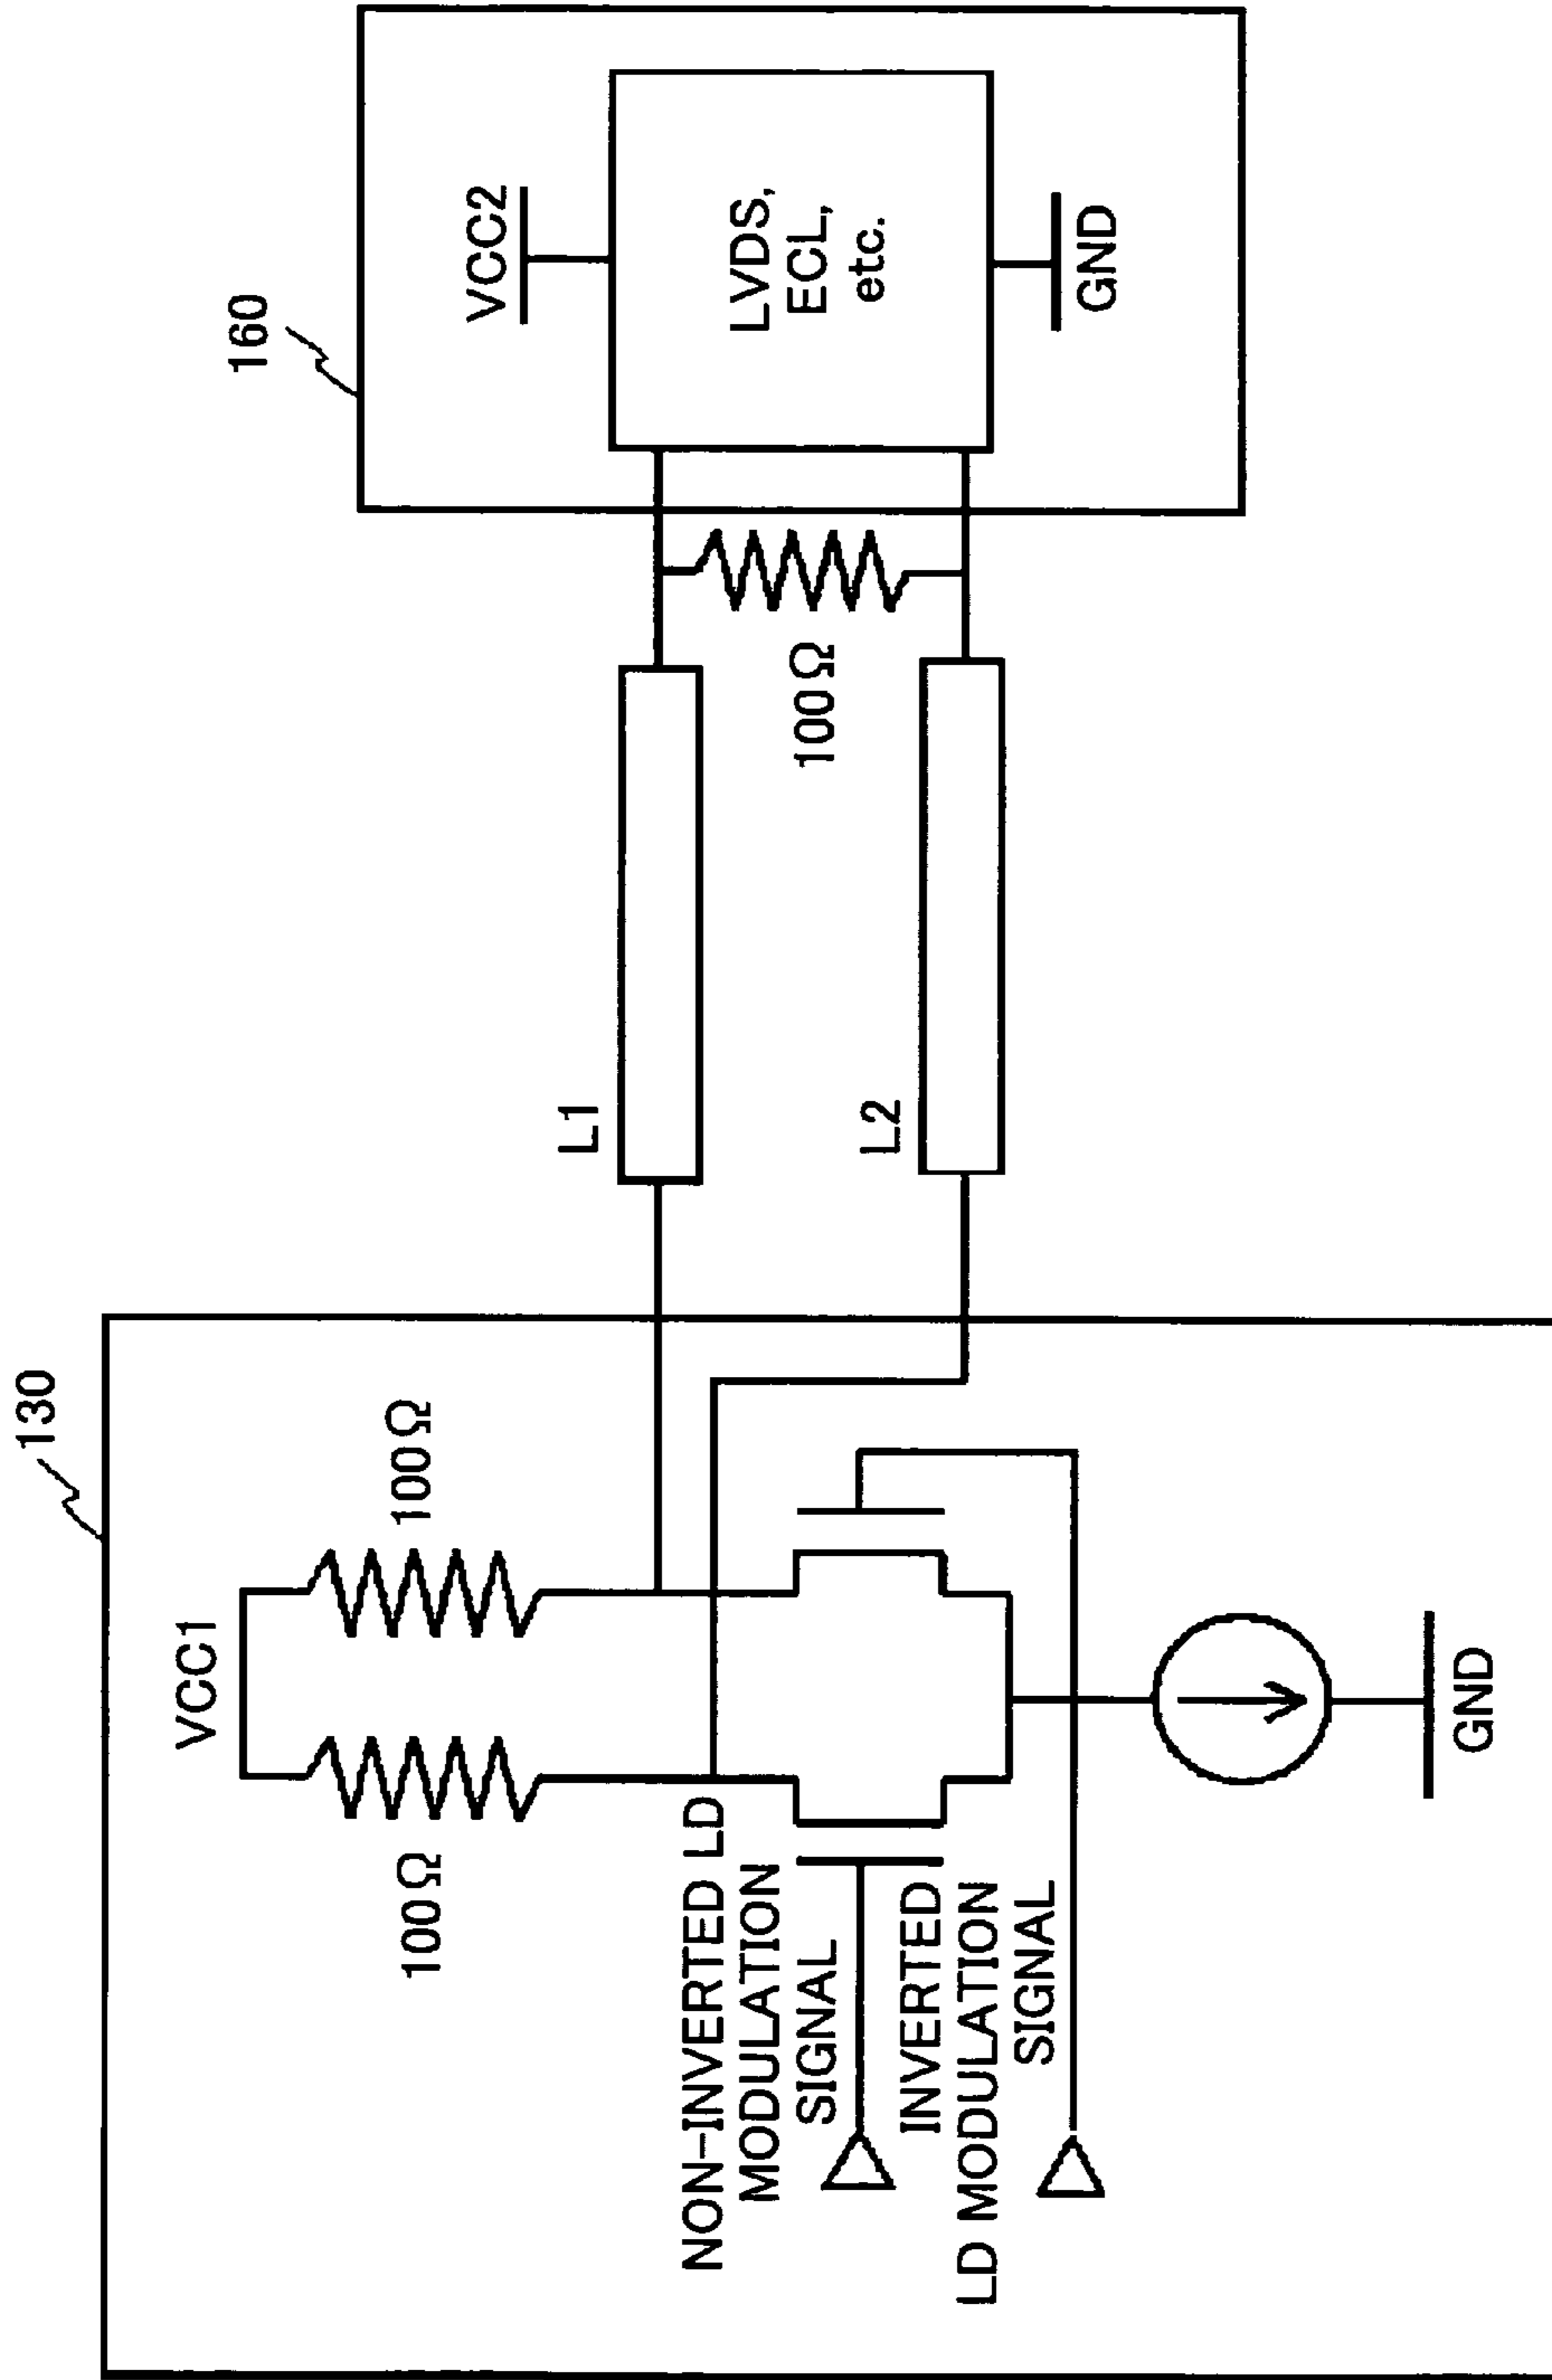 130
VCC1
100Ω
100Ω
NON-INVERTED LD
MODULATION
SIGNAL
INVERTED
LD MODULATION
SIGNAL
GND
L1
L2
100Ω
160
VCC2
LVDS,
ECL,
etc.
GND